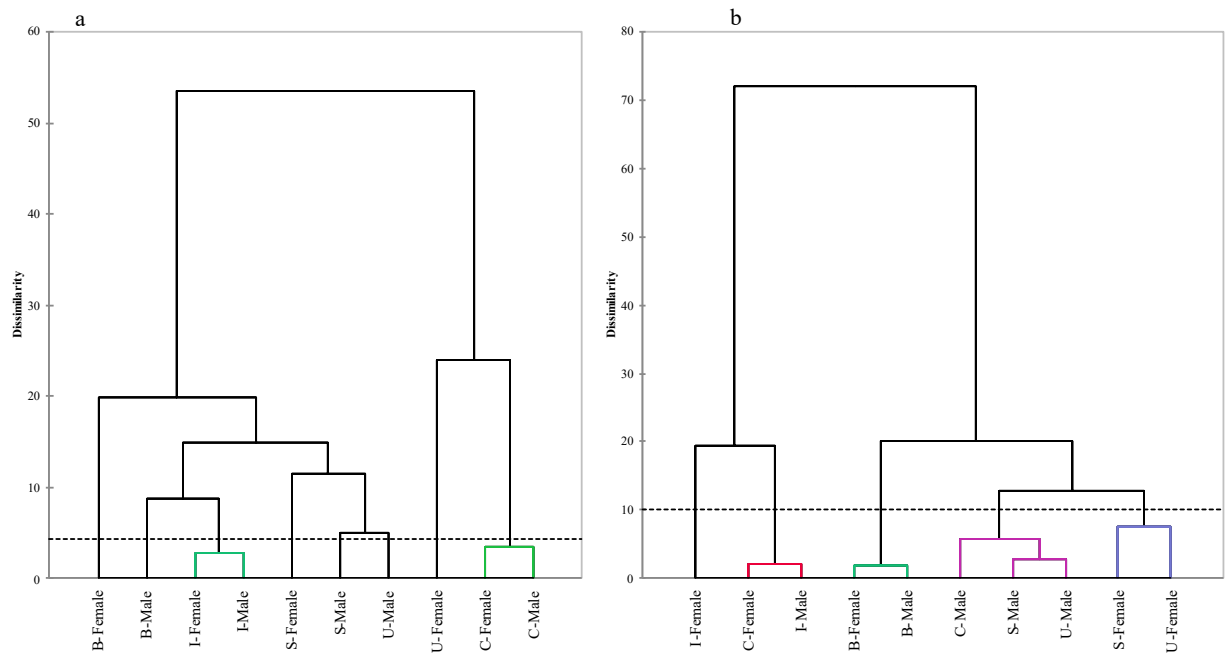 a
60
50
40
30
20
10
0
Dissimilarity
B-Female
B-Male
I-Female
I-Male
S-Female
S-Male
U-Male
U-Female
C-Female
C-Male
b
80
70
60
50
40
30
20
10
0
Dissimilarity
I-Female
C-Female
I-Male
B-Female
B-Male
C-Male
S-Male
U-Male
S-Female
U-Female